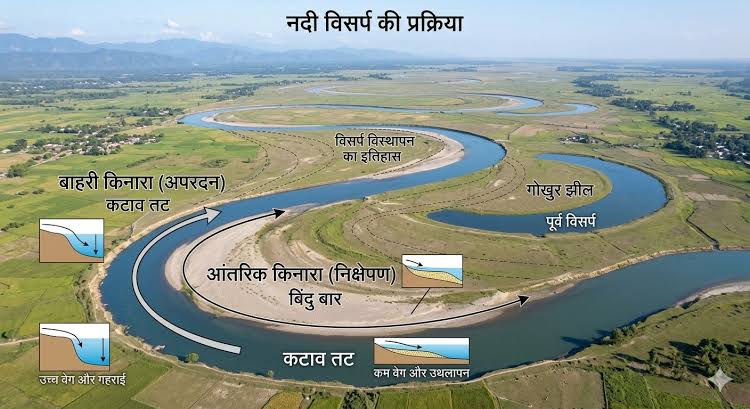 नदी विसर्प की प्रक्रिया
विसर्प विस्थापन
का इतिहास
बाहरी किनारा (अपरदन)
कटाव तट
गोखुर झील
पूर्व विसर्प
आंतरिक किनारा (निक्षेपण)
बिंदु बार
कटाव तट
उच्च वेग और गहराई
कम वेग और उथलापन